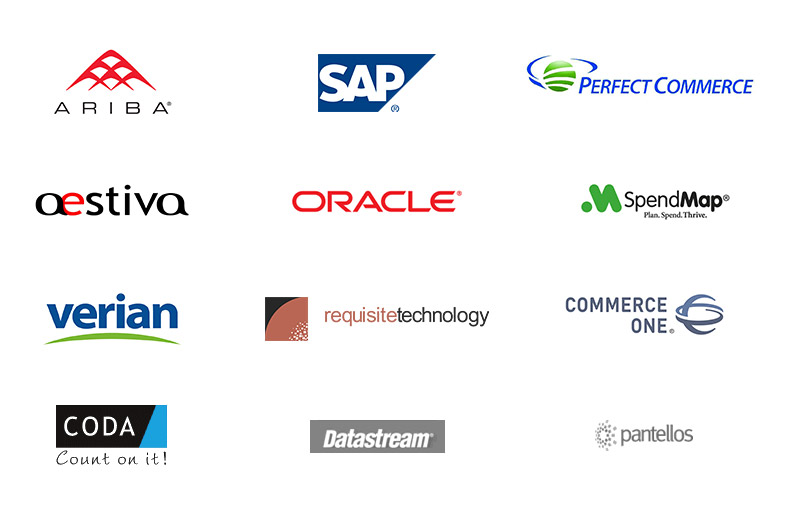 ARIBA®
SAP
®
PERFECT COMMERCE
aestiva
ORACLE®
SpendMap®
Plan. Spend. Thrive.
verian
requisitetechnology
COMMERCE
ONE®
CODA
Count on it!
Datastream®
pantellos